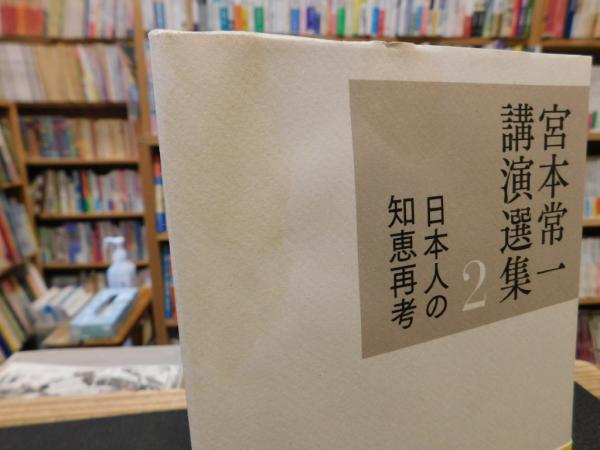 宮本常一
講演選集
2
日本人の
知恵再考